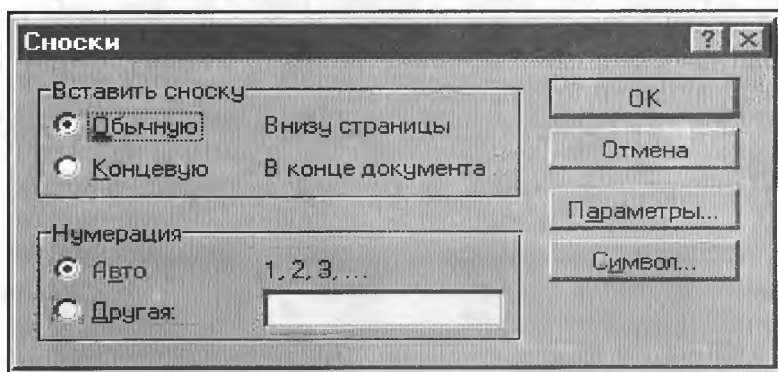 Сноски
Вставить сноску
Обычную Внизу страницы
Концевую В конце документа
Нумерация
Авто 1, 2, 3, ...
Другая:
OK
Отмена
Параметры...
Символ...